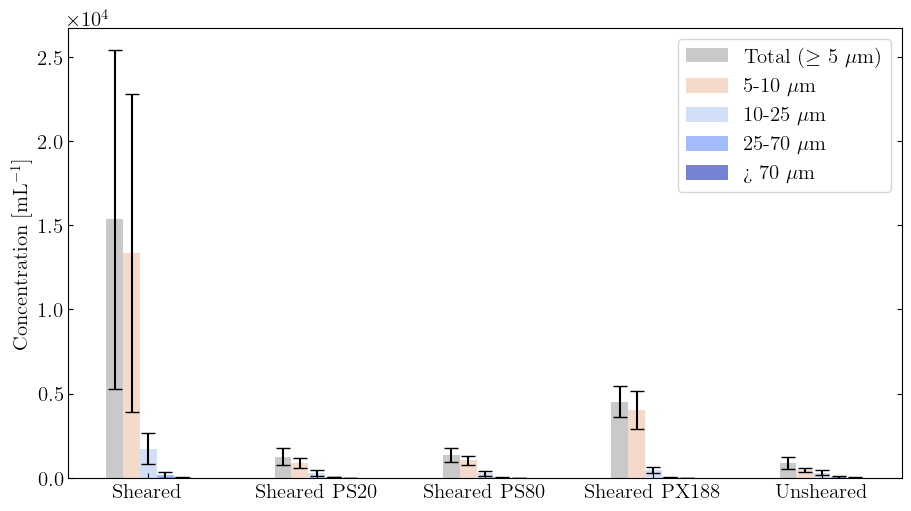 ×10⁴
2.5
2.0
1.5
1.0
0.5
0.0
Concentration [mL⁻¹]
Total (≥ 5 μm)
5-10 μm
10-25 μm
25-70 μm
¿ 70 μm
Sheared
Sheared PS20
Sheared PS80
Sheared PX188
Unsheared